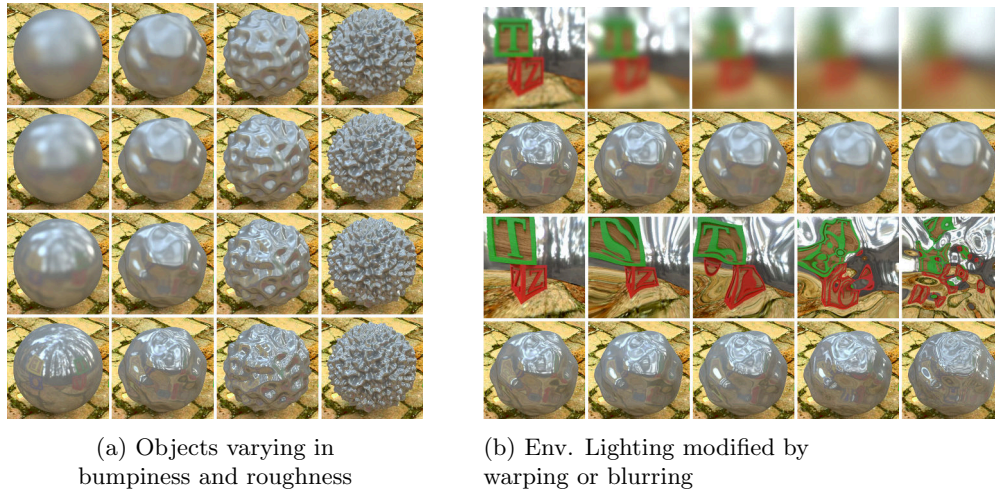 T
T
(a) Objects varying in
bumpiness and roughness
(b) Env. Lighting modified by
warping or blurring